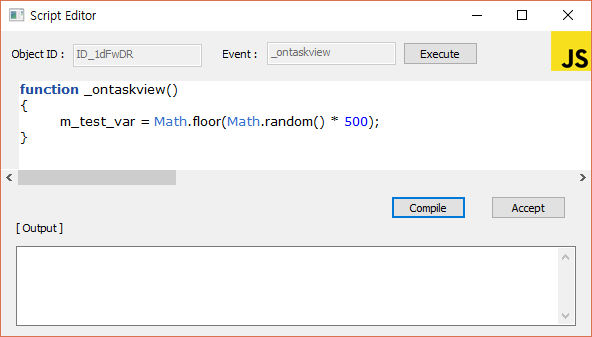 Script Editor
Object ID : ID_1dFwDR Event : _ontaskview Execute
JS
function _ontaskview()
{
m_test_var = Math.floor(Math.random() * 500);
}
Compile Accept
[ Output ]